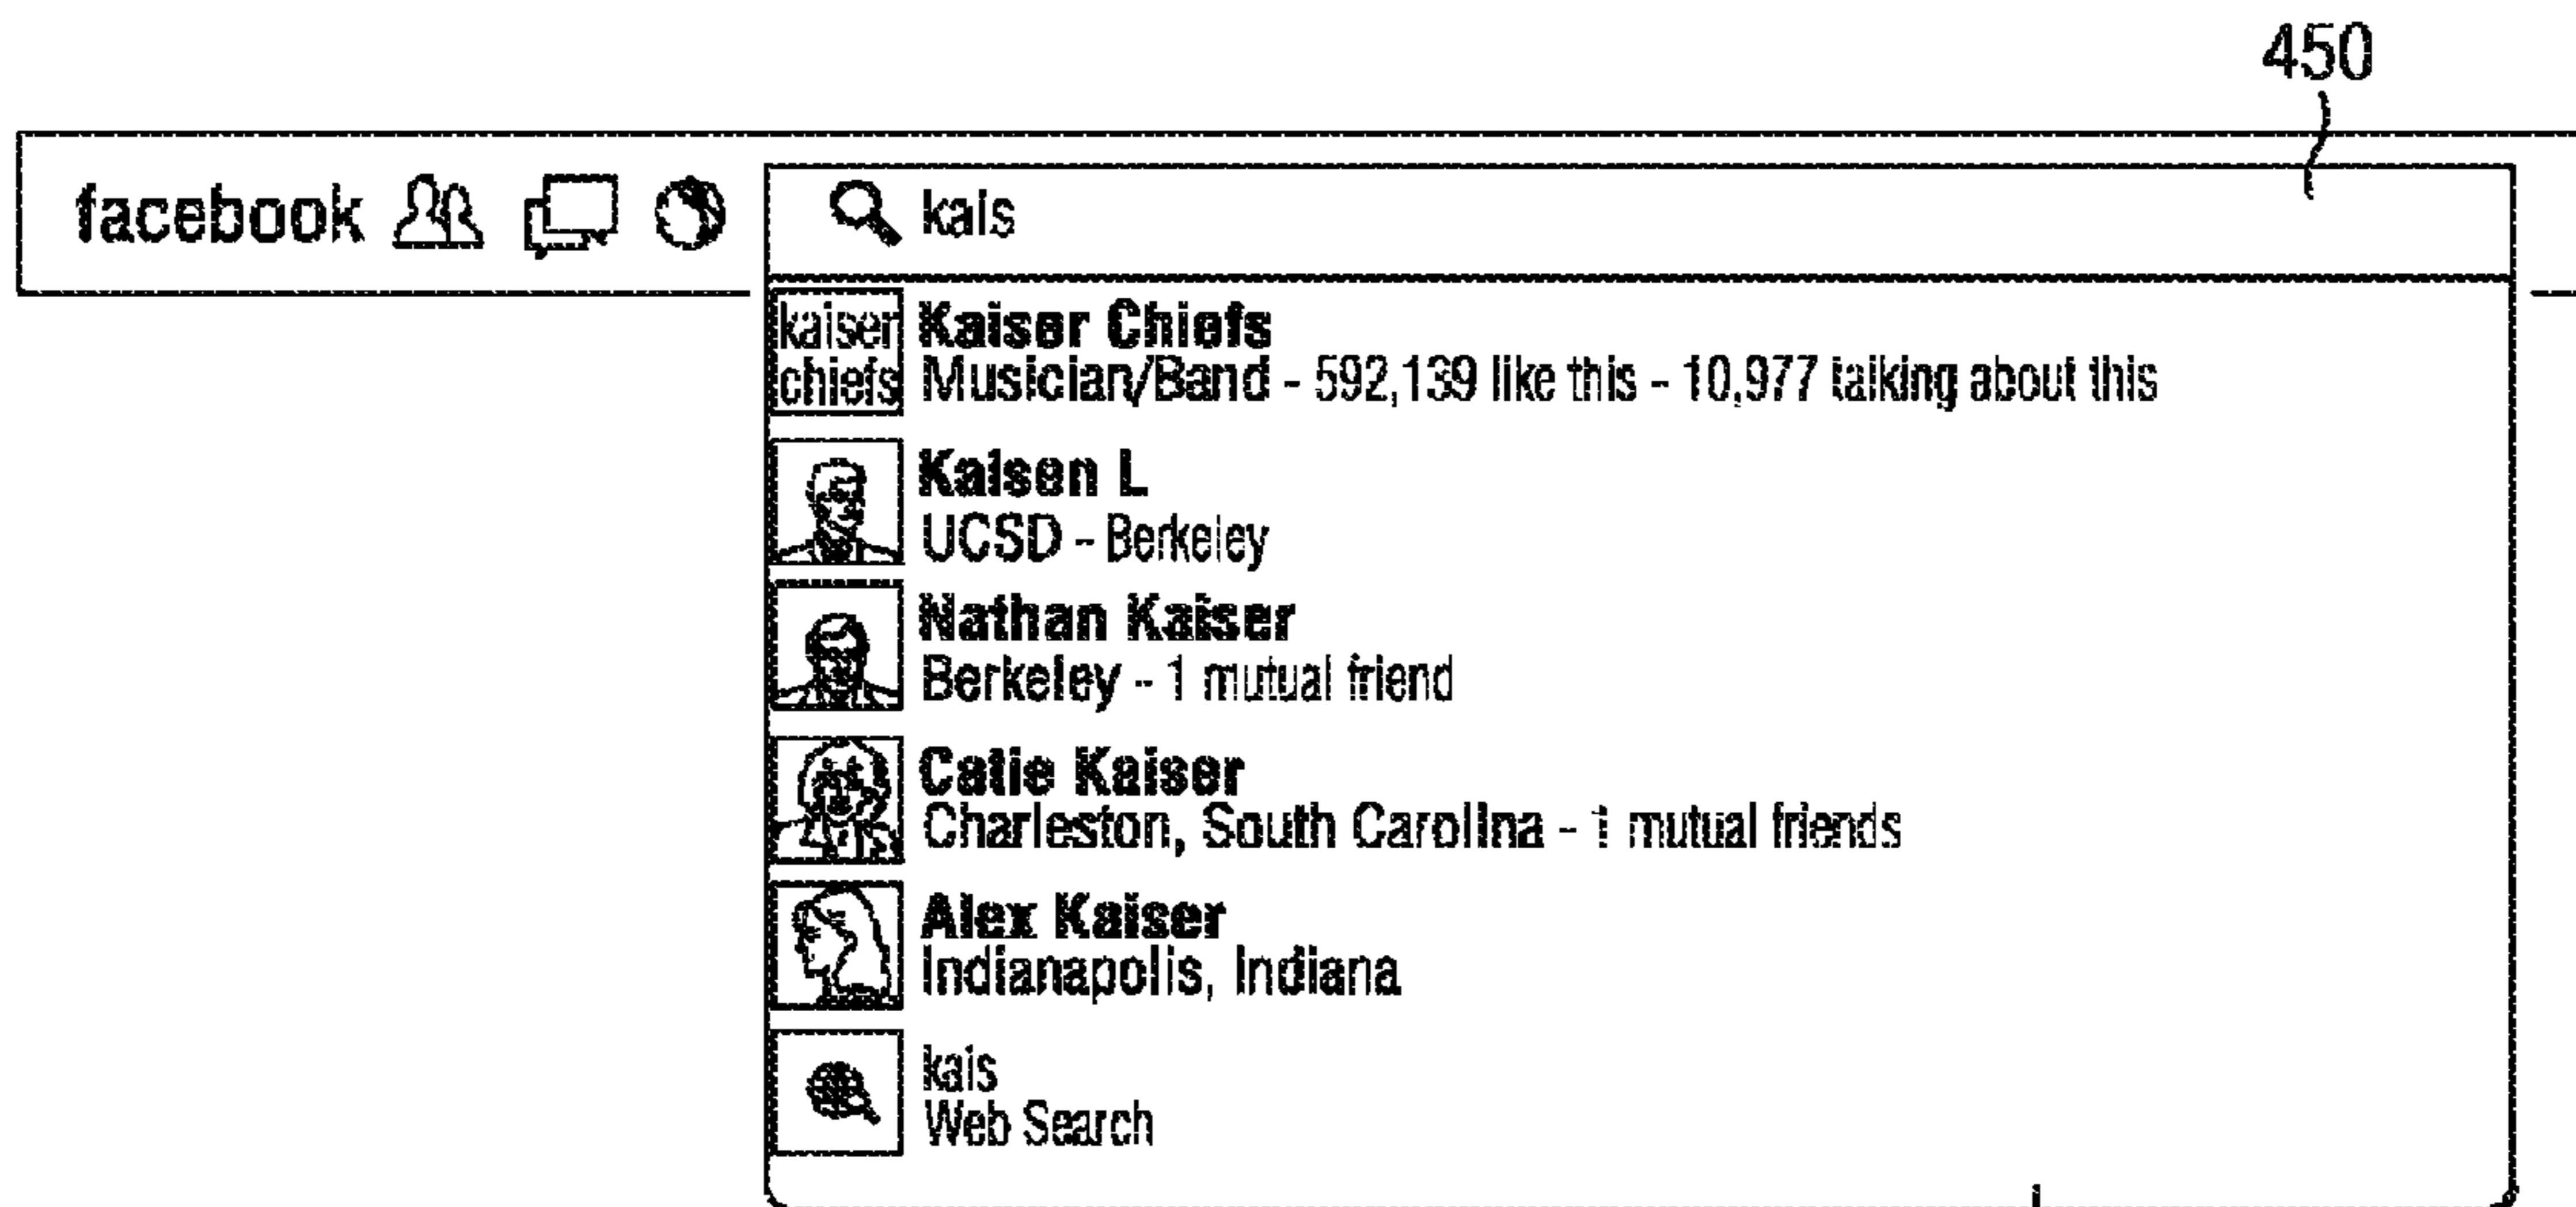 450
facebook
kais
kaiser
chiefs
Kaiser Chiefs
Musician/Band - 592,139 like this - 10,977 talking about this
Kaisen L
UCSD - Berkeley
Nathan Kaiser
Berkeley - 1 mutual friend
Catie Kaiser
Charleston, South Carolina - 1 mutual friends
Alex Kaiser
Indianapolis, Indiana
kais
Web Search